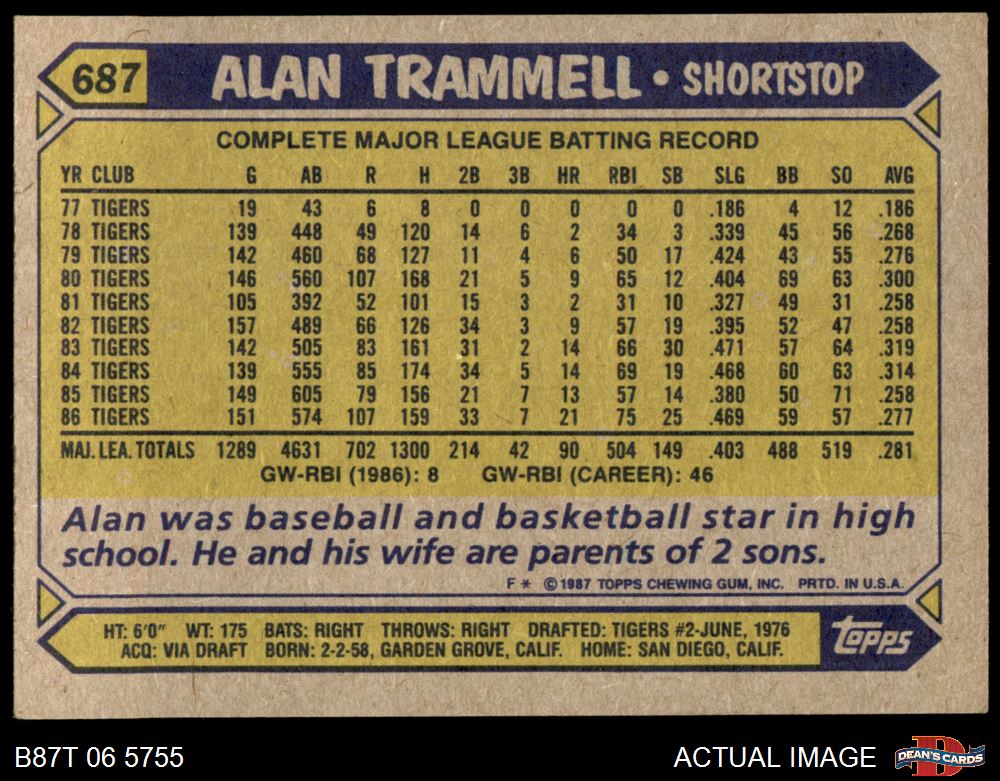 687 ALAN TRAMMELL • SHORTSTOP
COMPLETE MAJOR LEAGUE BATTING RECORD
YR CLUB G AB R H 2B 3B HR RBI SB SLG BB SO AVG
77 TIGERS 19 43 6 8 0 0 0 0 0 .186 4 12 .186
78 TIGERS 139 448 49 120 14 6 2 34 3 .339 45 56 .268
79 TIGERS 142 460 68 127 11 4 6 50 17 .424 43 55 .276
80 TIGERS 146 560 107 168 21 5 9 65 12 .404 69 63 .300
81 TIGERS 105 392 52 101 15 3 2 31 10 .327 49 31 .258
82 TIGERS 157 489 66 126 34 3 9 57 19 .395 52 47 .258
83 TIGERS 142 505 83 161 31 2 14 66 30 .471 57 64 .319
84 TIGERS 139 555 85 174 34 5 14 69 19 .468 60 63 .314
85 TIGERS 149 605 79 156 21 7 13 57 14 .380 50 71 .258
86 TIGERS 151 574 107 159 33 7 21 75 25 .469 59 57 .277
MAJ. LEA. TOTALS 1289 4631 702 1300 214 42 90 504 149 .403 488 519 .281
GW-RBI (1986): 8 GW-RBI (CAREER): 46
Alan was baseball and basketball star in high
school. He and his wife are parents of 2 sons.
F * ©1987 TOPPS CHEWING GUM, INC. PRTD. IN U.S.A.
HT: 6'0" WT: 175 BATS: RIGHT THROWS: RIGHT DRAFTED: TIGERS #2-JUNE, 1976
ACQ: VIA DRAFT BORN: 2-2-58, GARDEN GROVE, CALIF. HOME: SAN DIEGO, CALIF.
topps
B87T 06 5755 ACTUAL IMAGE D DEAN'S CARDS